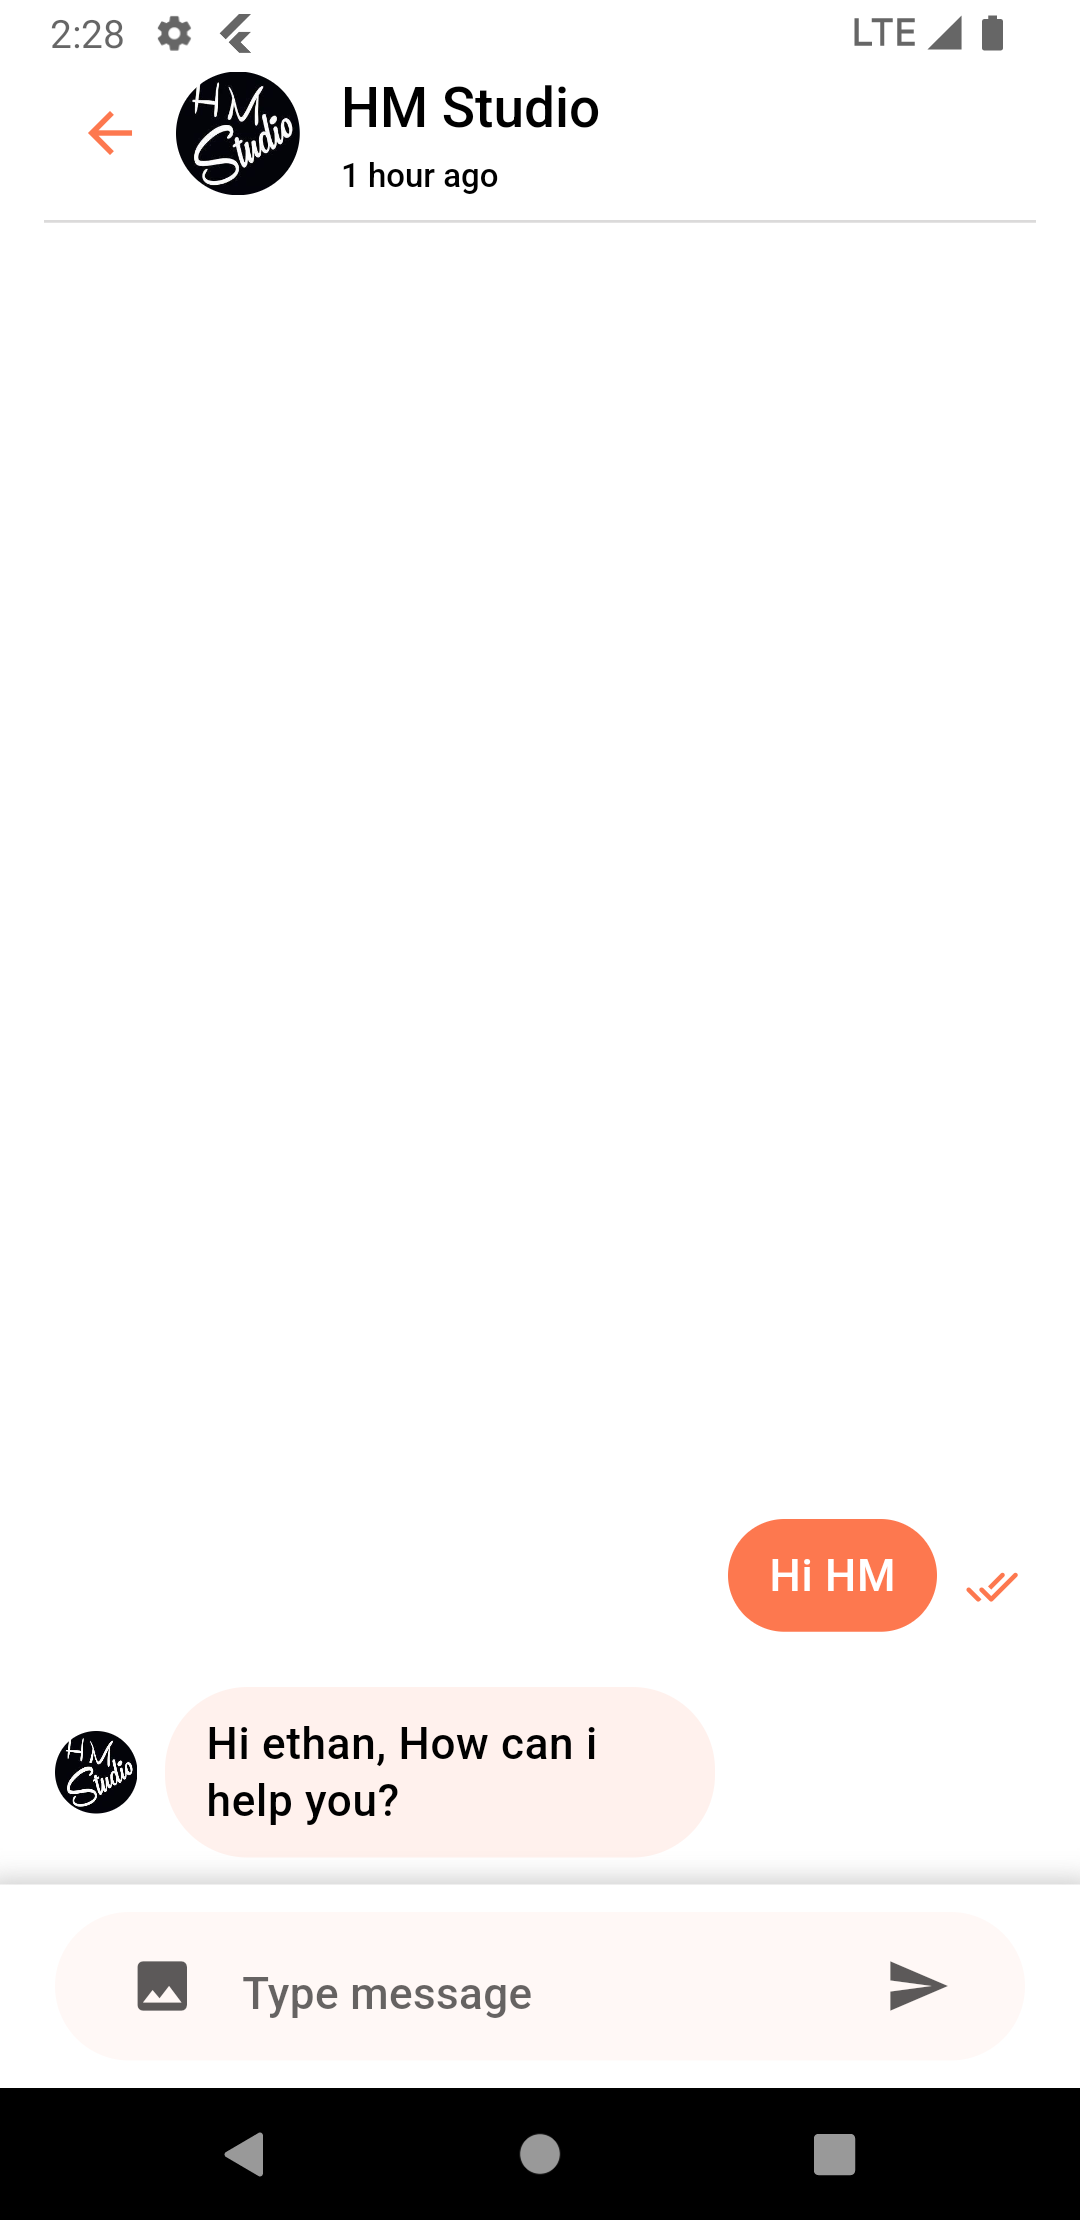 2:28 LTE
HM
Studio
HM Studio
1 hour ago
Hi HM
HM
Studio
Hi ethan, How can i
help you?
Type message